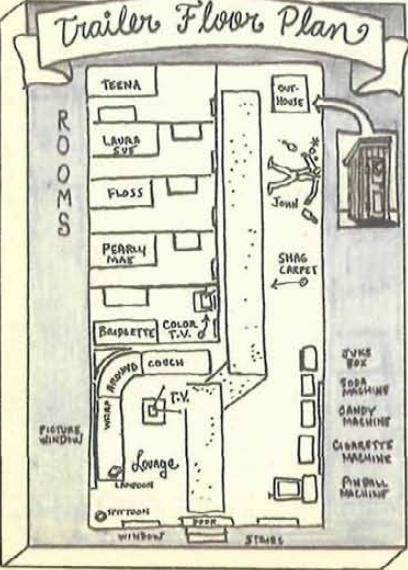 Trailer Floor Plan
ROOMS
TEENA
LAURA
SUE
FLOSS
PEARLY
MAE
BRIDGETTE
COLOR
T.V.
OUT-
HOUSE
JOHN
SHAG
CARPET
WRAP
AROUND
COUCH
T.V.
PICTURE
WINDOW
Lounge
LAMPOON
SPITTOON
WINDOW
DOOR
STAIRS
JUKE
BOX
SODA
MACHINE
CANDY
MACHINE
CIGARETTE
MACHINE
PINBALL
MACHINE